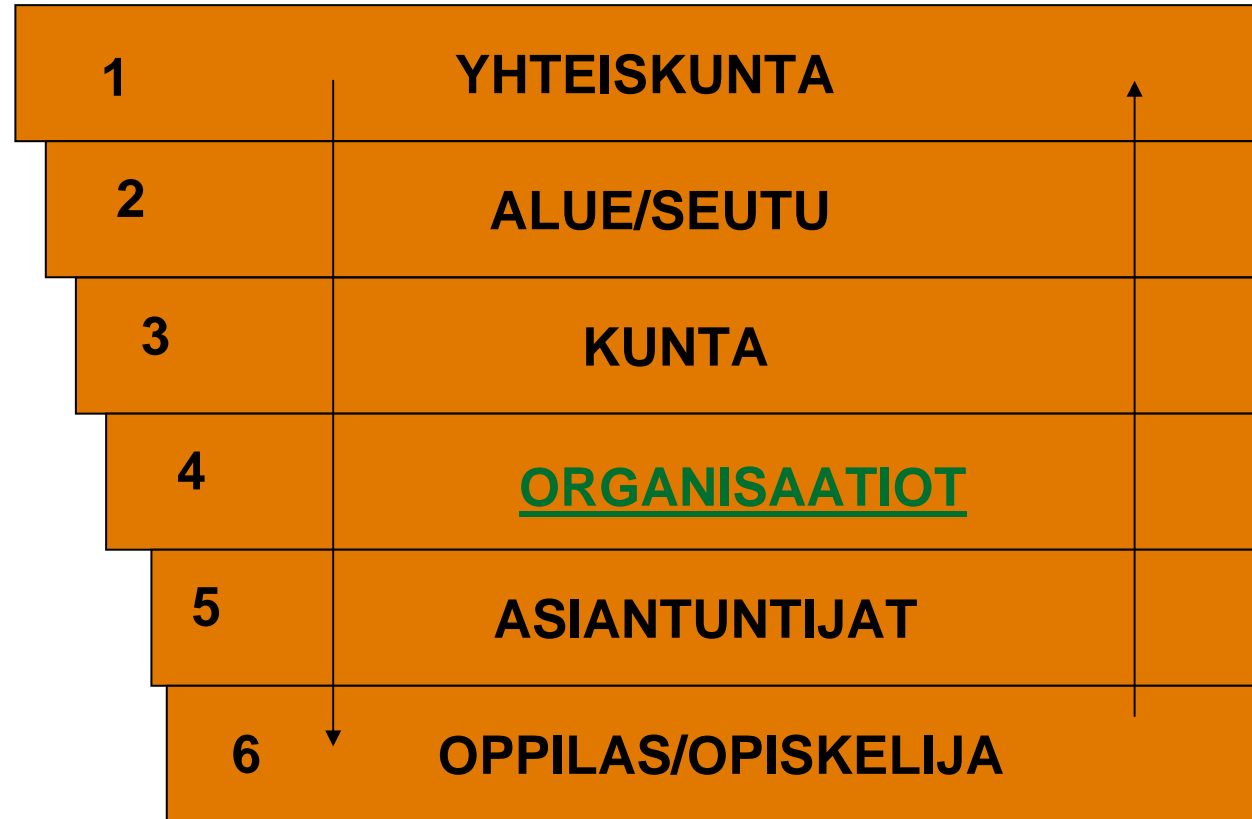 1 YHTEISKUNTA
2 ALUE/SEUTU
3 KUNTA
4 ORGANISAATIOT
5 ASIANTUNTIJAT
6 OPPILAS/OPISKELIJA